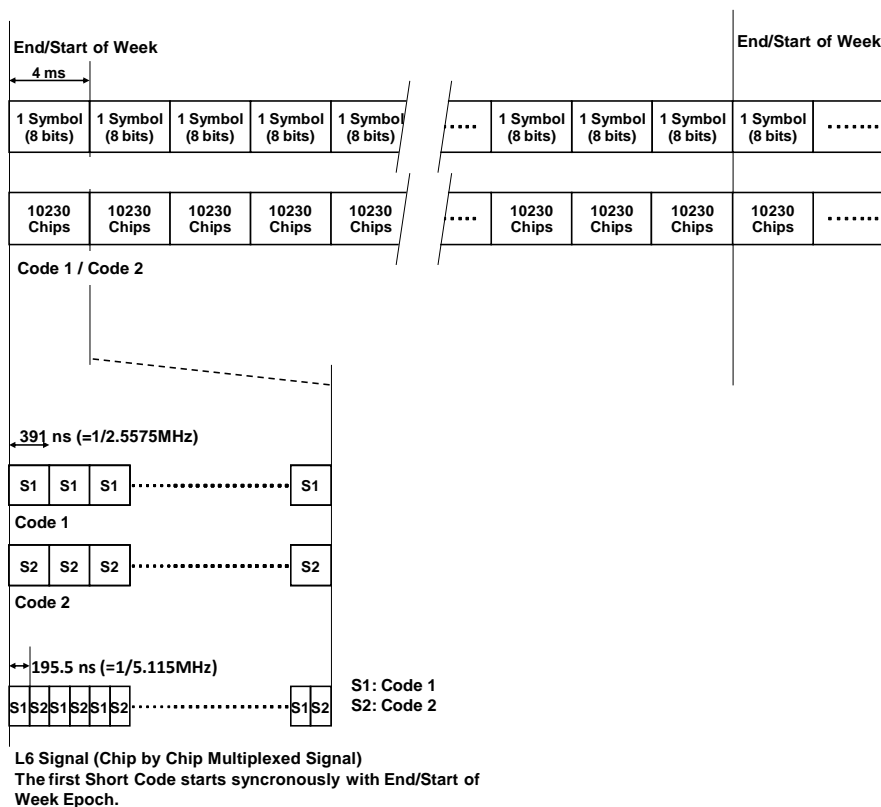 End/Start of Week
End/Start of Week
4 ms
1 Symbol 1 Symbol 1 Symbol 1 Symbol 1 Symbol 1 Symbol 1 Symbol 1 Symbol 1 Symbol
(8 bits) (8 bits) (8 bits) (8 bits) (8 bits) (8 bits) (8 bits) (8 bits) (8 bits)
10230 10230 10230 10230 10230 10230 10230 10230 10230
Chips Chips Chips Chips Chips Chips Chips Chips Chips
Code 1 / Code 2
391 ns (=1/2.5575MHz)
S1 S1 S1 S1
Code 1
S2 S2 S2 S2
Code 2
195.5 ns (=1/5.115MHz)
S1 S2 S1 S2 S1 S2 S1 S2
S1: Code 1
S2: Code 2
L6 Signal (Chip by Chip Multiplexed Signal)
The first Short Code starts syncronously with End/Start of
Week Epoch.